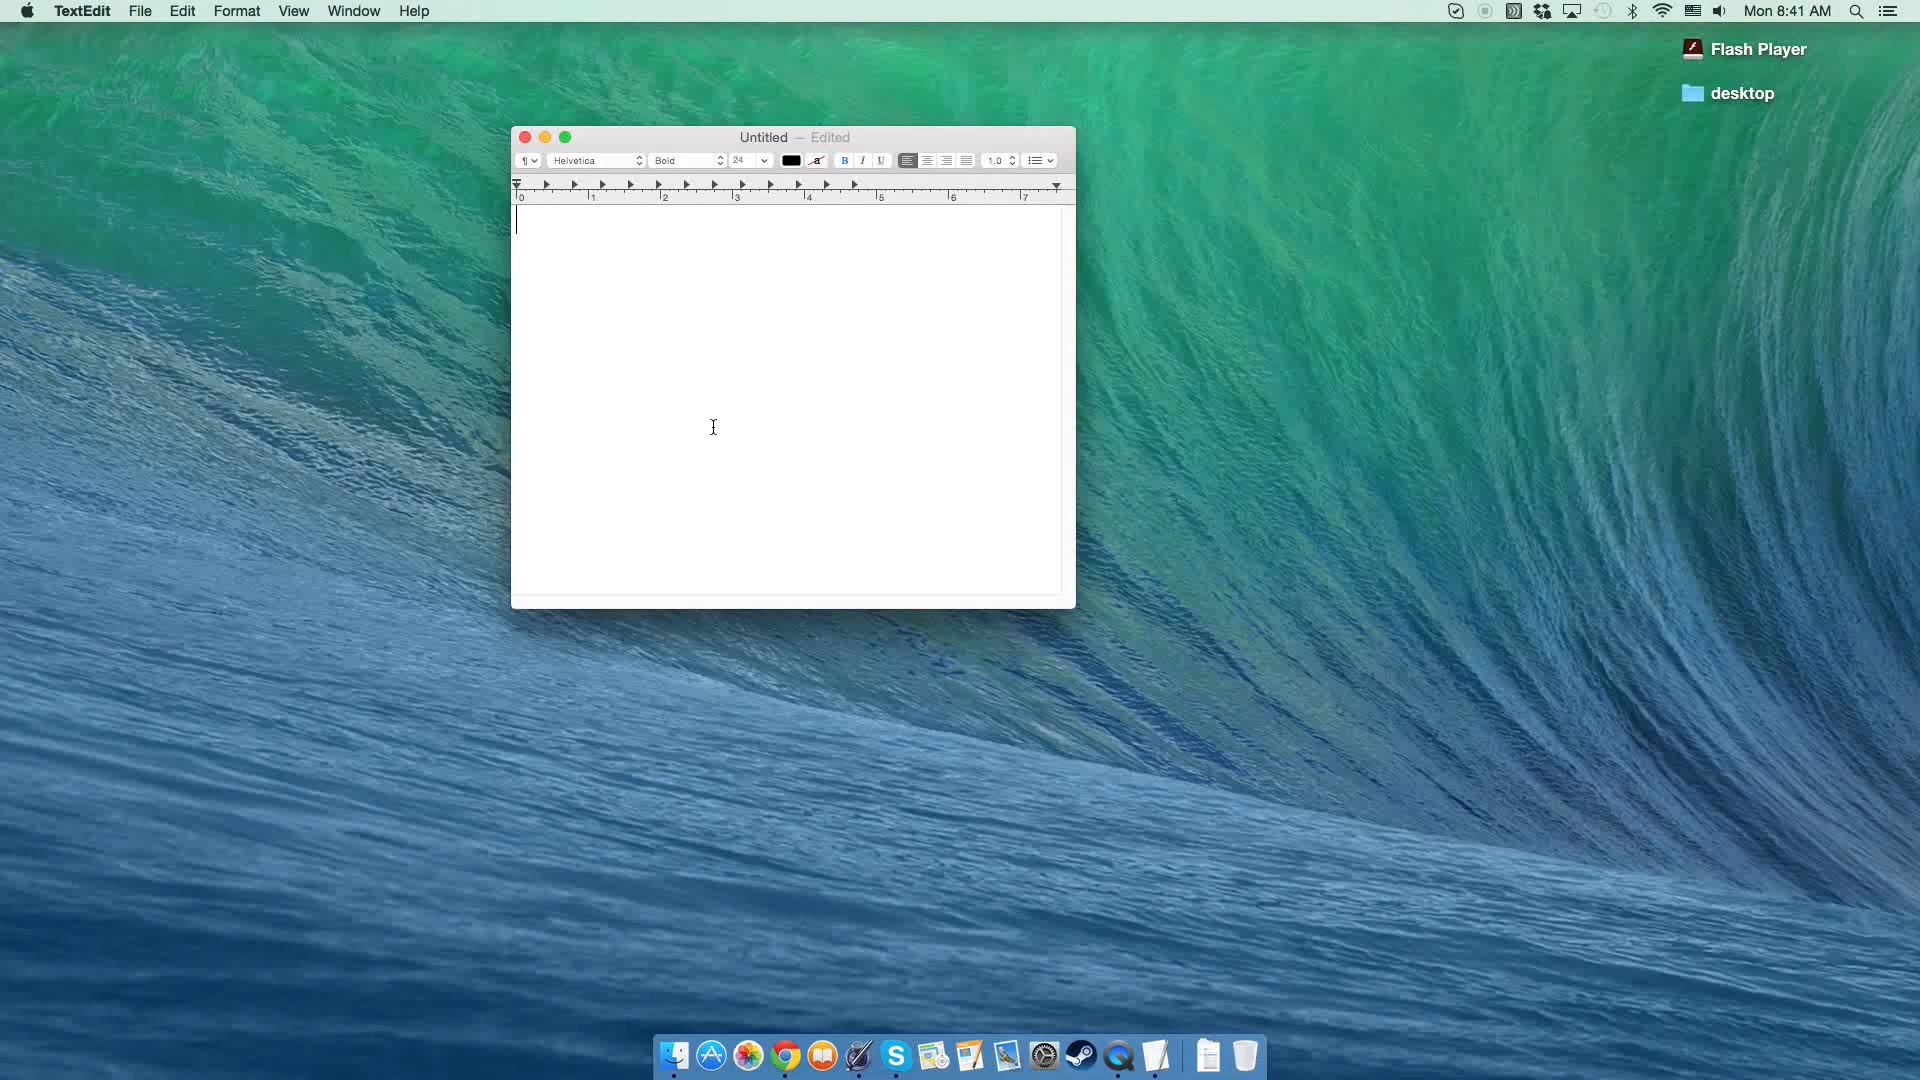 TextEdit File Edit Format View Window Help Mon 8:41 AM
Flash Player
desktop
Untitled — Edited
¶ Helvetica Bold 24 a B I U 1.0
0 1 2 3 4 5 6 7